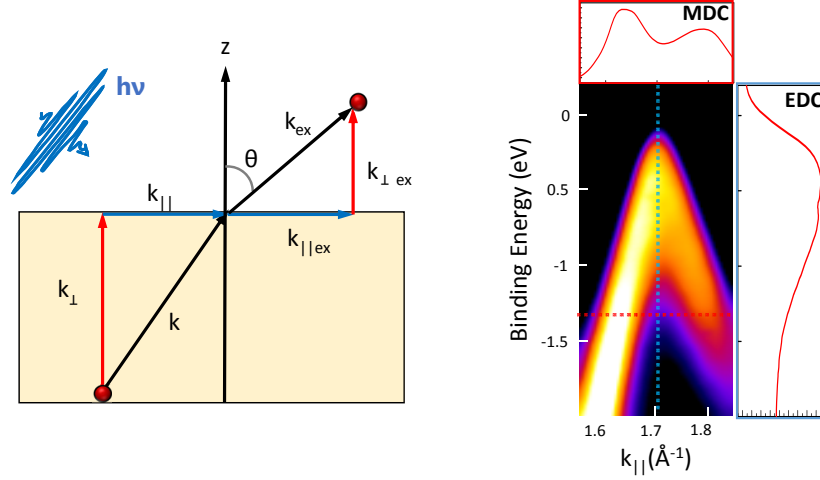 hν
z
k_ex
θ
k_⊥ ex
k_||
k_||ex
k_⊥
k
MDC
EDC
Binding Energy (eV)
0
0.5
-1
-1.5
1.6
1.7
1.8
k_||(Å⁻¹)